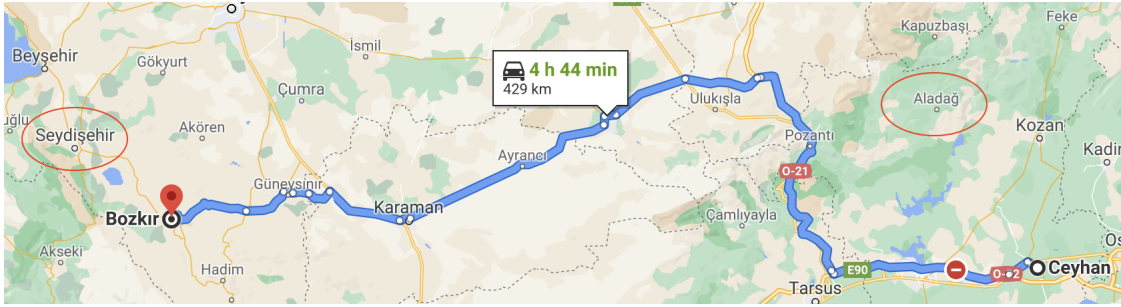 Kapuzbaşı
Feke
Beyşehir
Gökyurt
İsmil
4 h 44 min
429 km
Çumra
Ulukışla
Aladağ
Seydişehir
Akören
Pozantı
Kozan
Ayrancı
Kadir
O-21
Güneysınır
Karaman
Bozkır
Çamlıyayla
Akseki
Hadim
E90
Ceyhan
Tarsus